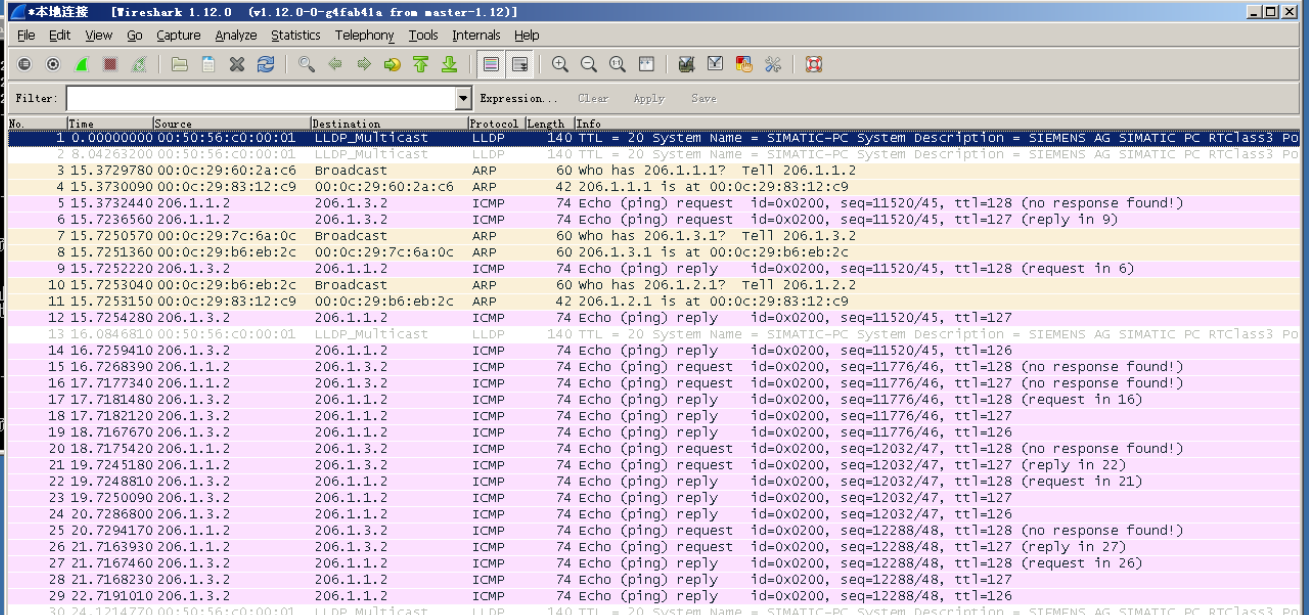 *本地连接 [Wireshark 1.12.0 (v1.12.0-0-g4fab41a from master-1.12)]
File Edit View Go Capture Analyze Statistics Telephony Tools Internals Help
Filter: Expression... Clear Apply Save
No. Time Source Destination Protocol Length Info
1 0.00000000 00:50:56:c0:00:01 LLDP_Multicast LLDP 140 TTL = 20 System Name = SIMATIC-PC System Description = SIEMENS AG SIMATIC PC RTClass3 Po
2 8.04263200 00:50:56:c0:00:01 LLDP_Multicast LLDP 140 TTL = 20 System Name = SIMATIC-PC System Description = SIEMENS AG SIMATIC PC RTClass3 Po
3 15.3729780 00:0c:29:60:2a:c6 Broadcast ARP 60 Who has 206.1.1.1? Tell 206.1.1.2
4 15.3730090 00:0c:29:83:12:c9 00:0c:29:60:2a:c6 ARP 42 206.1.1.1 is at 00:0c:29:83:12:c9
5 15.3732440 206.1.1.2 206.1.3.2 ICMP 74 Echo (ping) request id=0x0200, seq=11520/45, ttl=128 (no response found!)
6 15.7236560 206.1.1.2 206.1.3.2 ICMP 74 Echo (ping) request id=0x0200, seq=11520/45, ttl=127 (reply in 9)
7 15.7250570 00:0c:29:7c:6a:0c Broadcast ARP 60 Who has 206.1.3.1? Tell 206.1.3.2
8 15.7251360 00:0c:29:b6:eb:2c 00:0c:29:7c:6a:0c ARP 60 206.1.3.1 is at 00:0c:29:b6:eb:2c
9 15.7252220 206.1.3.2 206.1.1.2 ICMP 74 Echo (ping) reply id=0x0200, seq=11520/45, ttl=128 (request in 6)
10 15.7253040 00:0c:29:b6:eb:2c Broadcast ARP 60 Who has 206.1.2.1? Tell 206.1.2.2
11 15.7253150 00:0c:29:83:12:c9 00:0c:29:b6:eb:2c ARP 42 206.1.2.1 is at 00:0c:29:83:12:c9
12 15.7254280 206.1.3.2 206.1.1.2 ICMP 74 Echo (ping) reply id=0x0200, seq=11520/45, ttl=127
13 16.0846810 00:50:56:c0:00:01 LLDP_Multicast LLDP 140 TTL = 20 System Name = SIMATIC-PC System Description = SIEMENS AG SIMATIC PC RTClass3 Po
14 16.7259410 206.1.3.2 206.1.1.2 ICMP 74 Echo (ping) reply id=0x0200, seq=11520/45, ttl=126
15 16.7268390 206.1.1.2 206.1.3.2 ICMP 74 Echo (ping) request id=0x0200, seq=11776/46, ttl=128 (no response found!)
16 17.7177340 206.1.1.2 206.1.3.2 ICMP 74 Echo (ping) request id=0x0200, seq=11776/46, ttl=127 (no response found!)
17 17.7181480 206.1.3.2 206.1.1.2 ICMP 74 Echo (ping) reply id=0x0200, seq=11776/46, ttl=128 (request in 16)
18 17.7182120 206.1.3.2 206.1.1.2 ICMP 74 Echo (ping) reply id=0x0200, seq=11776/46, ttl=127
19 18.7167670 206.1.3.2 206.1.1.2 ICMP 74 Echo (ping) reply id=0x0200, seq=11776/46, ttl=126
20 18.7175420 206.1.1.2 206.1.3.2 ICMP 74 Echo (ping) request id=0x0200, seq=12032/47, ttl=128 (no response found!)
21 19.7245180 206.1.1.2 206.1.3.2 ICMP 74 Echo (ping) request id=0x0200, seq=12032/47, ttl=127 (reply in 22)
22 19.7248810 206.1.3.2 206.1.1.2 ICMP 74 Echo (ping) reply id=0x0200, seq=12032/47, ttl=128 (request in 21)
23 19.7250090 206.1.3.2 206.1.1.2 ICMP 74 Echo (ping) reply id=0x0200, seq=12032/47, ttl=127
24 20.7286800 206.1.3.2 206.1.1.2 ICMP 74 Echo (ping) reply id=0x0200, seq=12032/47, ttl=126
25 20.7294170 206.1.1.2 206.1.3.2 ICMP 74 Echo (ping) request id=0x0200, seq=12288/48, ttl=128 (no response found!)
26 21.7163930 206.1.1.2 206.1.3.2 ICMP 74 Echo (ping) request id=0x0200, seq=12288/48, ttl=127 (reply in 27)
27 21.7167460 206.1.3.2 206.1.1.2 ICMP 74 Echo (ping) reply id=0x0200, seq=12288/48, ttl=128 (request in 26)
28 21.7168230 206.1.3.2 206.1.1.2 ICMP 74 Echo (ping) reply id=0x0200, seq=12288/48, ttl=127
29 22.7191010 206.1.3.2 206.1.1.2 ICMP 74 Echo (ping) reply id=0x0200, seq=12288/48, ttl=126
30 24.1214770 00:50:56:c0:00:01 LLDP_Multicast LLDP 140 TTL = 20 System Name = SIMATIC-PC System Description = SIEMENS AG SIMATIC PC RTClass3 Po